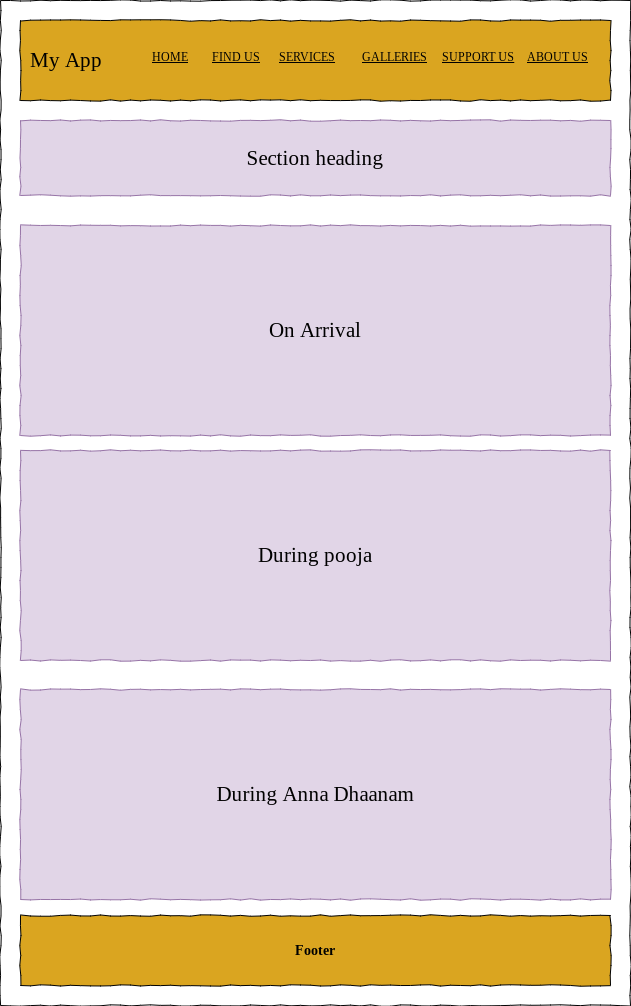 My App HOME FIND US SERVICES GALLERIES SUPPORT US ABOUT US
Section heading
On Arrival
During pooja
During Anna Dhaanam
Footer